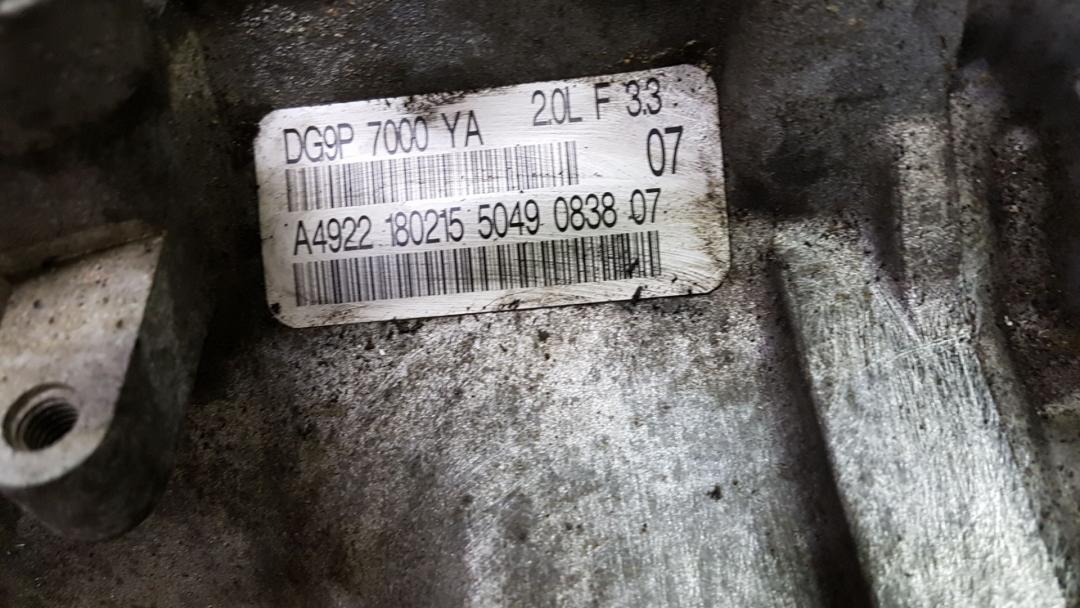 DG9P 7000 YA 2.0L F 3.3
07
A4922 180215 5049 0838 07